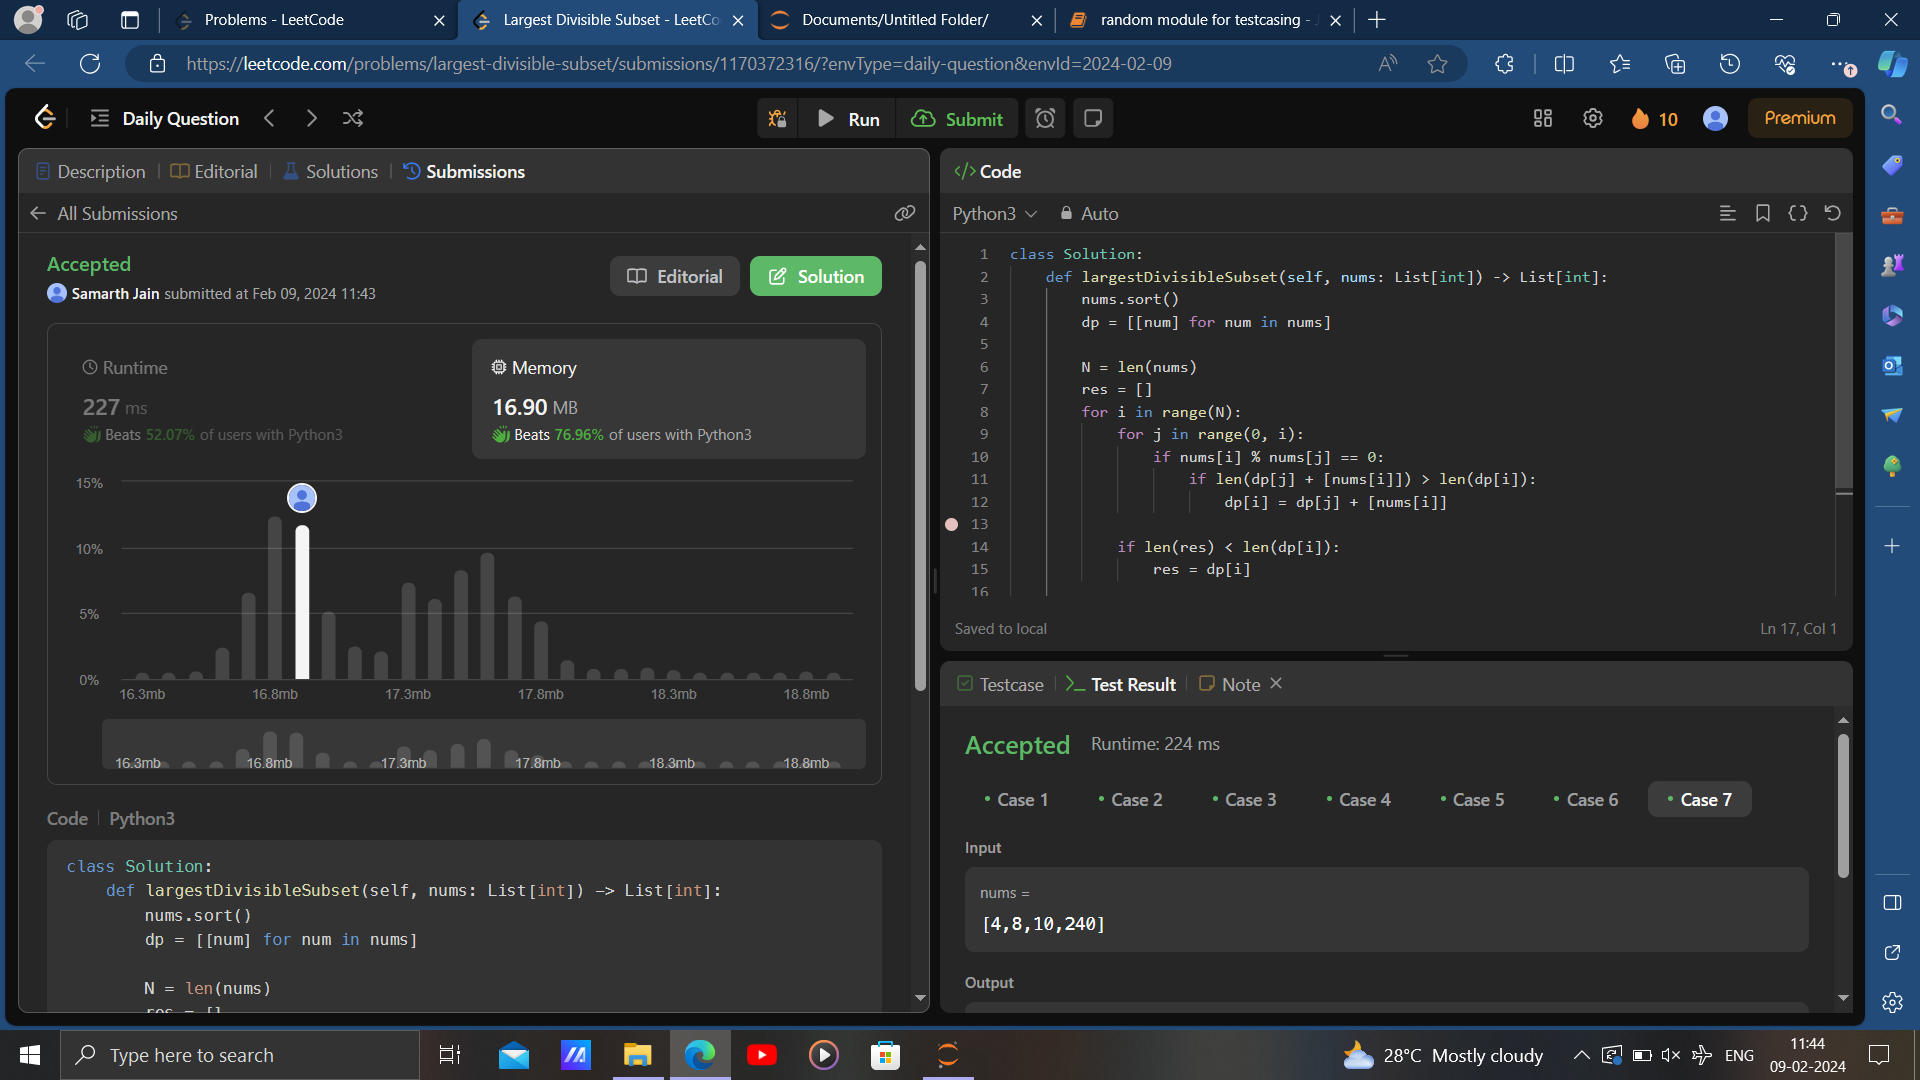 Problems - LeetCode
Largest Divisible Subset - LeetCo
Documents/Untitled Folder/
random module for testcasing -
https://leetcode.com/problems/largest-divisible-subset/submissions/1170372316/?envType=daily-question&envId=2024-02-09
Daily Question
Run
Submit
10
Premium
Description
Editorial
Solutions
Submissions
All Submissions
Accepted
Samarth Jain submitted at Feb 09, 2024 11:43
Editorial
Solution
Runtime
227 ms
Beats 52.07% of users with Python3
Memory
16.90 MB
Beats 76.96% of users with Python3
15%
10%
5%
0%
16.3mb 16.8mb 17.3mb 17.8mb 18.3mb 18.8mb
16.3mb 16.8mb 17.3mb 17.8mb 18.3mb 18.8mb
Code | Python3
class Solution:
    def largestDivisibleSubset(self, nums: List[int]) -> List[int]:
        nums.sort()
        dp = [[num] for num in nums]
        N = len(nums)
        res = []
Code
Python3
Auto
1 class Solution:
2     def largestDivisibleSubset(self, nums: List[int]) -> List[int]:
3         nums.sort()
4         dp = [[num] for num in nums]
5
6         N = len(nums)
7         res = []
8         for i in range(N):
9             for j in range(0, i):
10                 if nums[i] % nums[j] == 0:
11                     if len(dp[j] + [nums[i]]) > len(dp[i]):
12                         dp[i] = dp[j] + [nums[i]]
13
14             if len(res) < len(dp[i]):
15                 res = dp[i]
16
Saved to local
Ln 17, Col 1
Testcase
Test Result
Note
Accepted
Runtime: 224 ms
Case 1
Case 2
Case 3
Case 4
Case 5
Case 6
Case 7
Input
nums =
[4,8,10,240]
Output
Type here to search
28°C Mostly cloudy
ENG
11:44
09-02-2024